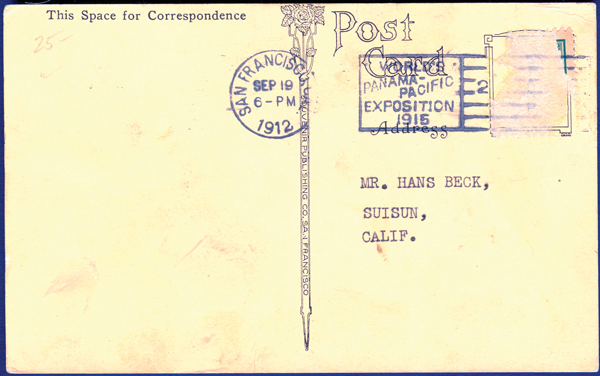 This Space for Correspondence
25
Post
Card
SAN FRANCISCO
SEP 19
6-PM
1912
WORLD'S
PANAMA-
PACIFIC
EXPOSITION
1915
2
Address
SOUVENIR PUBLISHING CO. SAN FRANCISCO
MR. HANS BECK,
SUISUN,
CALIF.